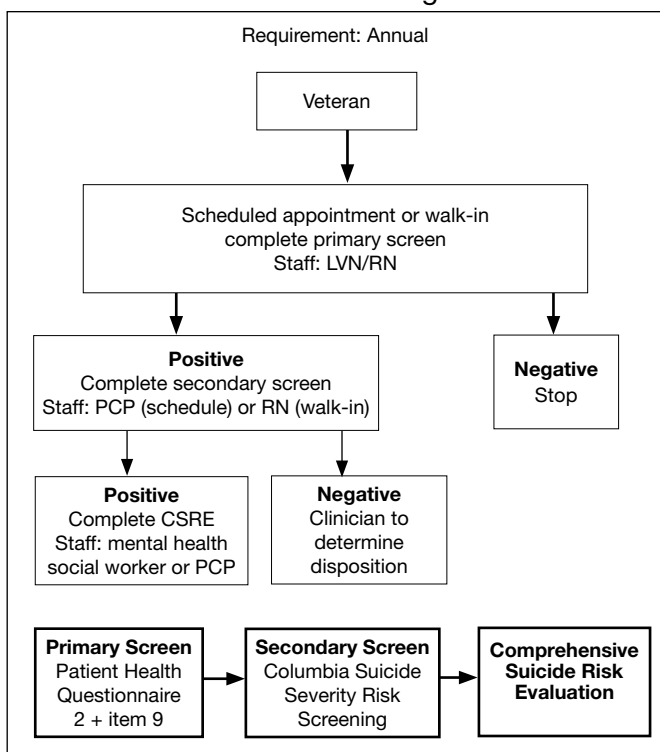 Requirement: Annual
Veteran
Scheduled appointment or walk-in
complete primary screen
Staff: LVN/RN
Positive
Complete secondary screen
Staff: PCP (schedule) or RN (walk-in)
Negative
Stop
Positive
Complete CSRE
Staff: mental health
social worker or PCP
Negative
Clinician to
determine
disposition
Primary Screen
Patient Health
Questionnaire
2 + item 9
Secondary Screen
Columbia Suicide
Severity Risk
Screening
Comprehensive
Suicide Risk
Evaluation